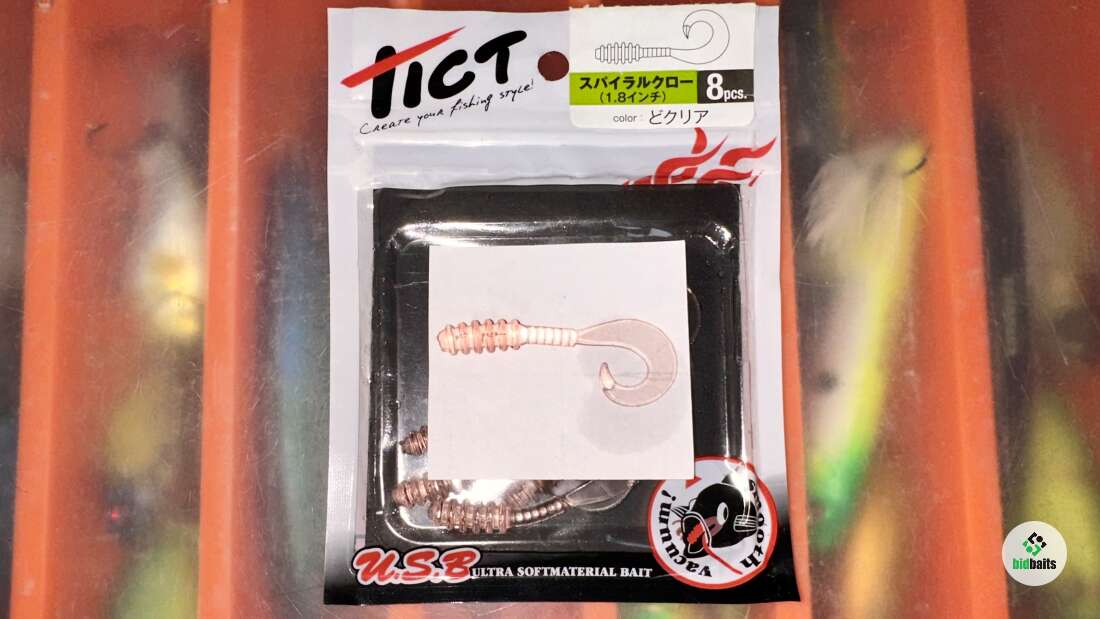 TICT
Create your fishing style!
スパイラルクロー
(1.8インチ)
8pcs.
color: どクリア
smooth
vacuum!
U.S.B ULTRA SOFTMATERIAL BAIT
bidbaits